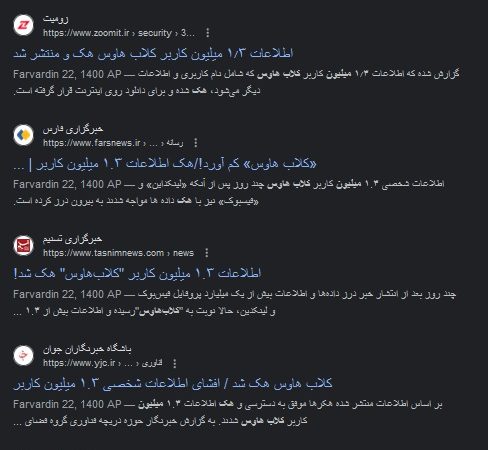 زومیت
https://www.zoomit.ir › security › 3...
اطلاعات ۱/۳ میلیون کاربر کلاب هاوس هک و منتشر شد
Farvardin 22, 1400 AP — گزارش شده که اطلاعات ۱/۳ میلیون کاربر کلاب هاوس که شامل نام کاربری و اطلاعات
دیگر می‌شود، هک شده و برای دانلود روی اینترنت قرار گرفته است.
خبرگزاری فارس
https://www.farsnews.ir › ... › رسانه
«کلاب هاوس» کم آورد!/هک اطلاعات ۱.۳ میلیون کاربر | ...
Farvardin 22, 1400 AP — اطلاعات شخصی ۱.۳ میلیون کاربر کلاب هاوس چند روز پس از آنکه «لینکداین» و
«فیسبوک» نیز با هک داده ها مواجه شدند به بیرون درز کرده است.
خبرگزاری تسنیم
https://www.tasnimnews.com › news
اطلاعات ۱.۳ میلیون کاربر "کلاب‌هاوس" هک شد!
Farvardin 22, 1400 AP — چند روز بعد از انتشار خبر درز داده‌ها و اطلاعات بیش از یک میلیارد پروفایل فیس‌بوک
و لینکدین، حالا نوبت به "کلاب‌هاوس"رسیده و اطلاعات بیش از ۱.۳ ...
باشگاه خبرنگاران جوان
https://www.yjc.ir › ... › فناوری
کلاب هاوس هک شد / افشای اطلاعات شخصی ۱.۳ میلیون کاربر
Farvardin 22, 1400 AP — بر اساس اطلاعات منتشر شده هکرها موفق به دسترسی و هک اطلاعات ۱.۳ میلیون
کاربر کلاب هاوس شدند. به گزارش خبرنگار حوزه دریچه فناوری گروه فضای ...